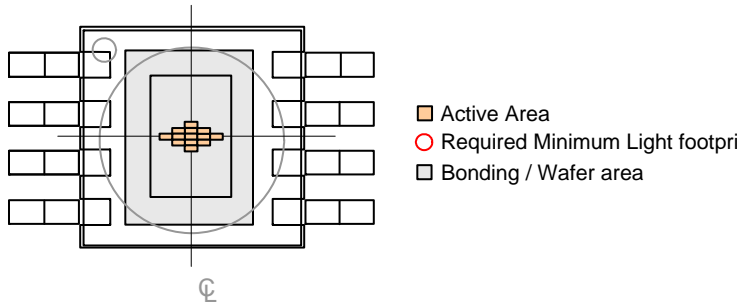 Active Area
Required Minimum Light footpri
Bonding / Wafer area
℄